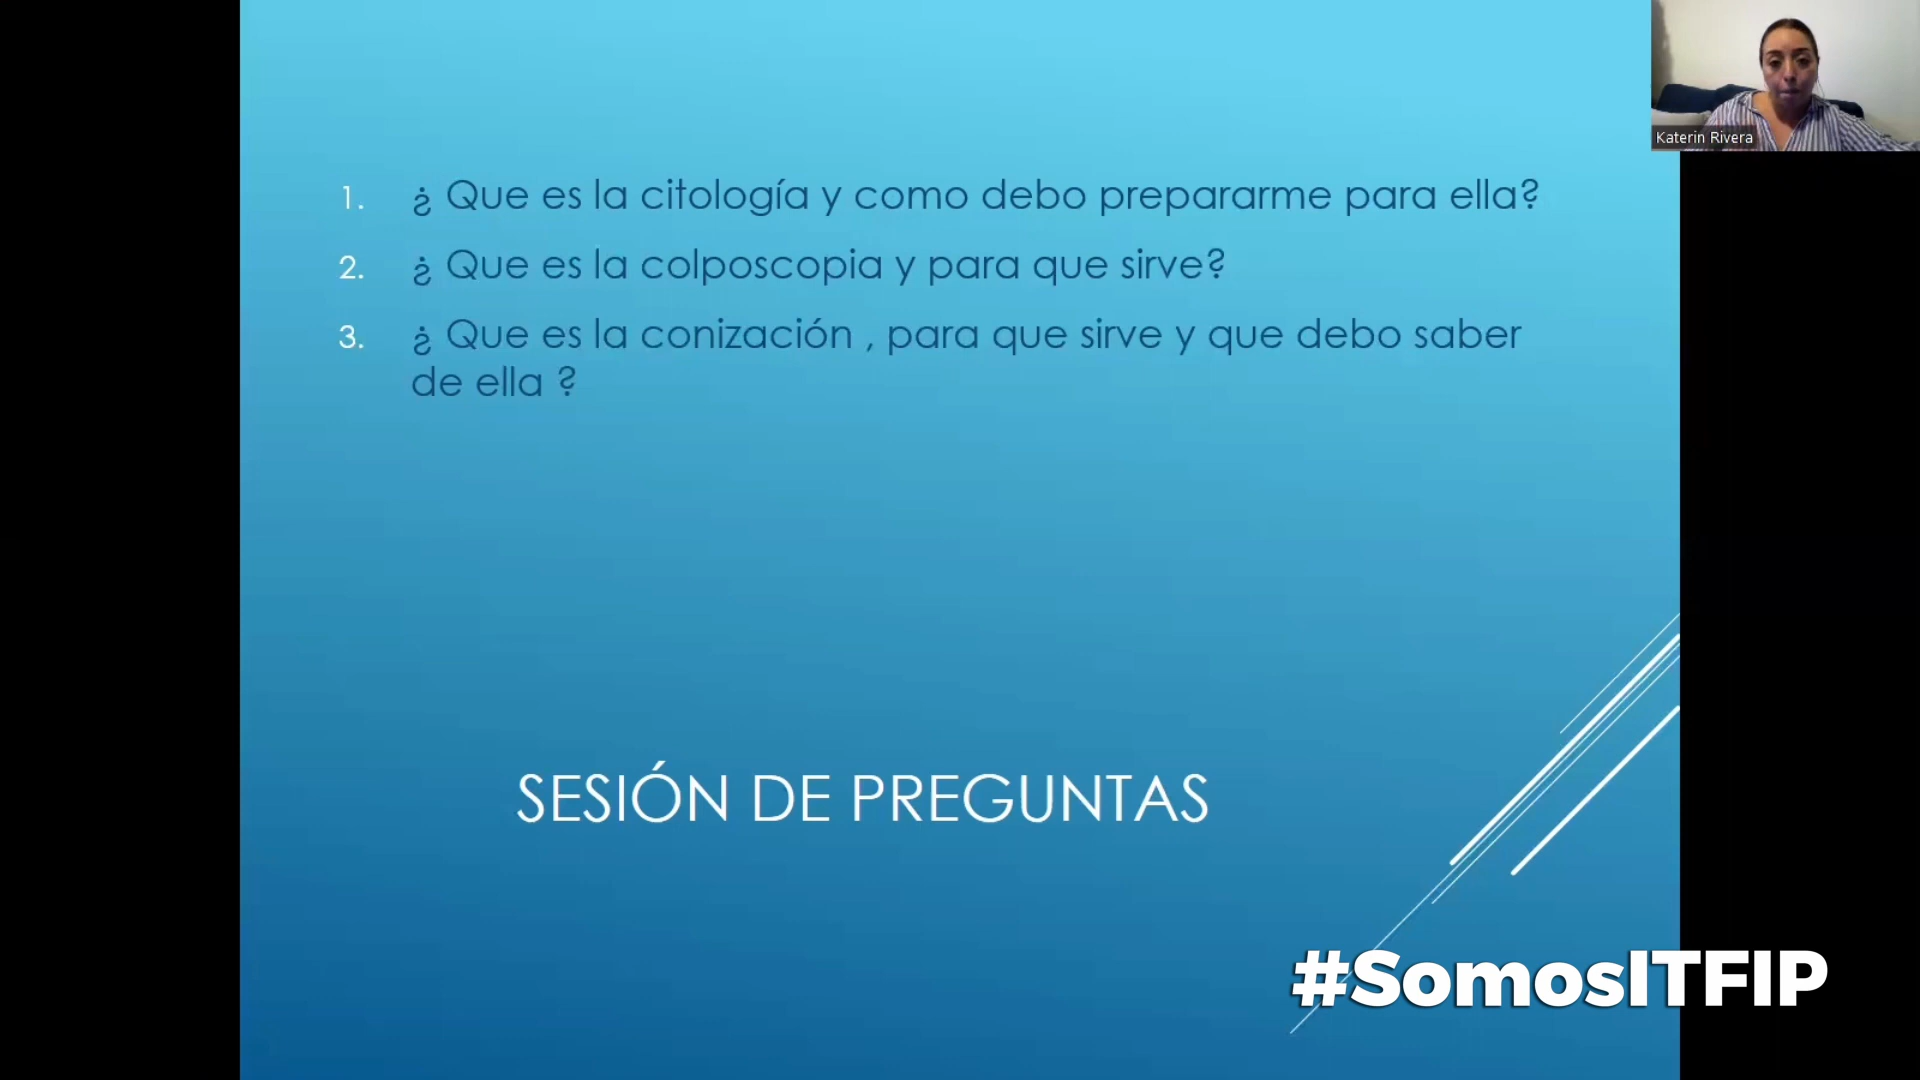 Katerin Rivera
1. ¿ Que es la citología y como debo prepararme para ella?
2. ¿ Que es la colposcopia y para que sirve?
3. ¿ Que es la conización , para que sirve y que debo saber
de ella ?
SESIÓN DE PREGUNTAS
#SomosITFIP